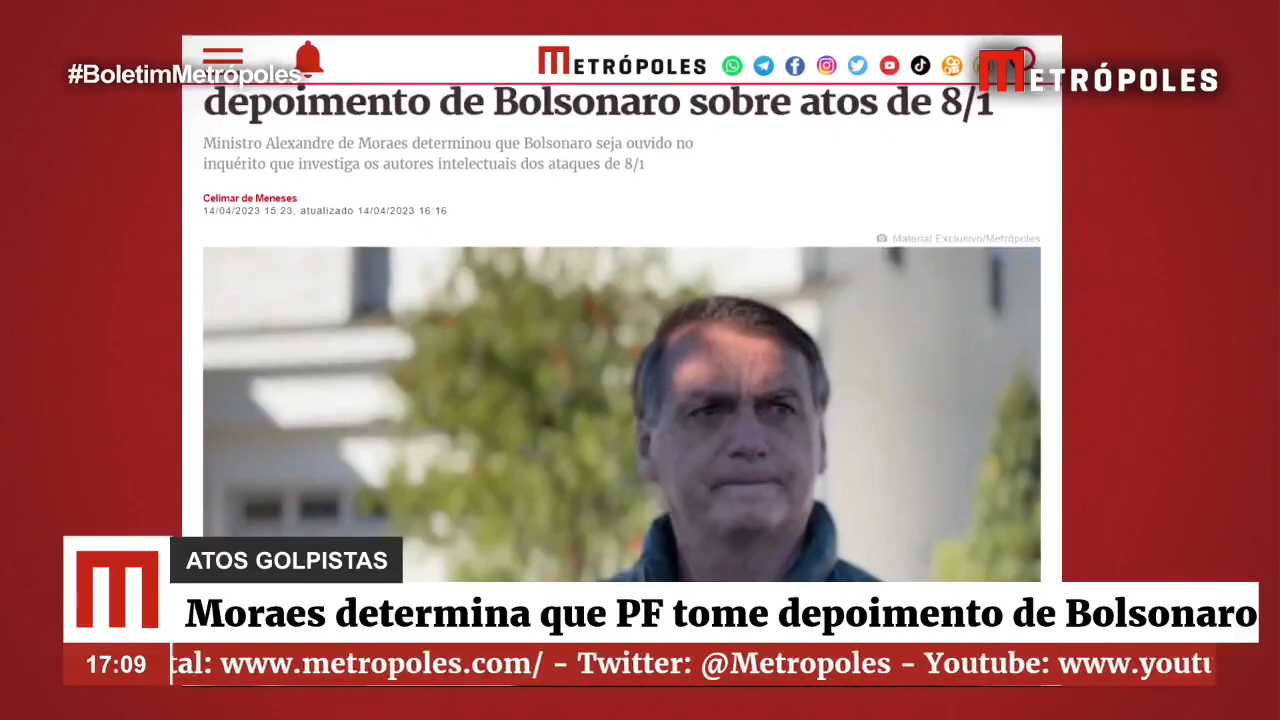 #BoletimMetrópoles
METRÓPOLES
METRÓPOLES
depoimento de Bolsonaro sobre atos de 8/1
Ministro Alexandre de Moraes determinou que Bolsonaro seja ouvido no
inquérito que investiga os autores intelectuais dos ataques de 8/1
Celimar de Meneses
14/04/2023 15:23, atualizado 14/04/2023 16:16
Material Exclusivo/Metrópoles
ATOS GOLPISTAS
Moraes determina que PF tome depoimento de Bolsonaro
17:09
tal: www.metropoles.com/ - Twitter: @Metropoles - Youtube: www.youtu